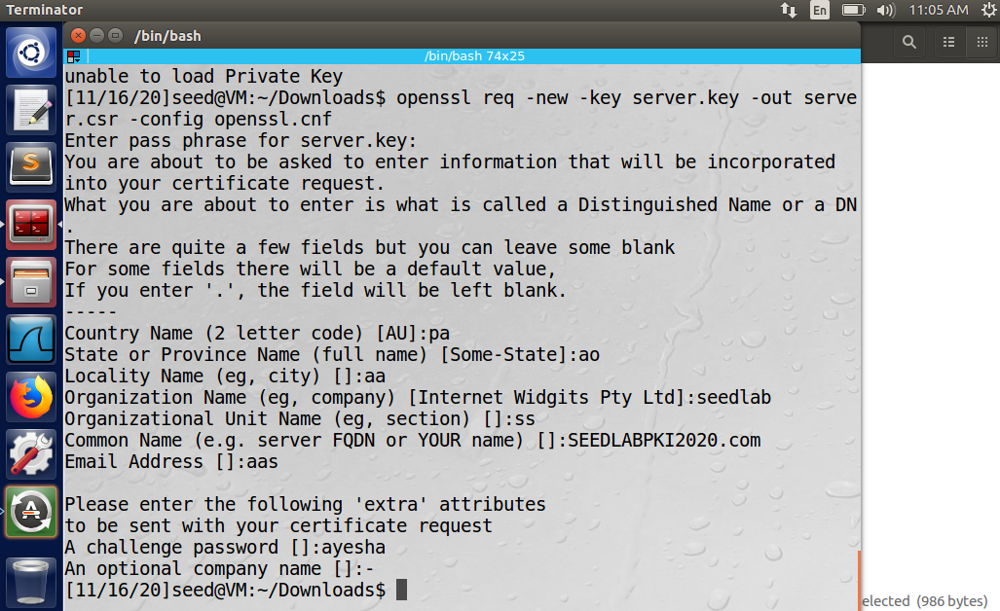 Terminator
En
11:05 AM
/bin/bash
/bin/bash 74x25
unable to load Private Key
[11/16/20]seed@VM:~/Downloads$ openssl req -new -key server.key -out serve
r.csr -config openssl.cnf
Enter pass phrase for server.key:
You are about to be asked to enter information that will be incorporated
into your certificate request.
What you are about to enter is what is called a Distinguished Name or a DN
.
There are quite a few fields but you can leave some blank
For some fields there will be a default value,
If you enter '.', the field will be left blank.
-----
Country Name (2 letter code) [AU]:pa
State or Province Name (full name) [Some-State]:ao
Locality Name (eg, city) []:aa
Organization Name (eg, company) [Internet Widgits Pty Ltd]:seedlab
Organizational Unit Name (eg, section) []:ss
Common Name (e.g. server FQDN or YOUR name) []:SEEDLABPKI2020.com
Email Address []:aas

Please enter the following 'extra' attributes
to be sent with your certificate request
A challenge password []:ayesha
An optional company name []:-
[11/16/20]seed@VM:~/Downloads$
elected (986 bytes)